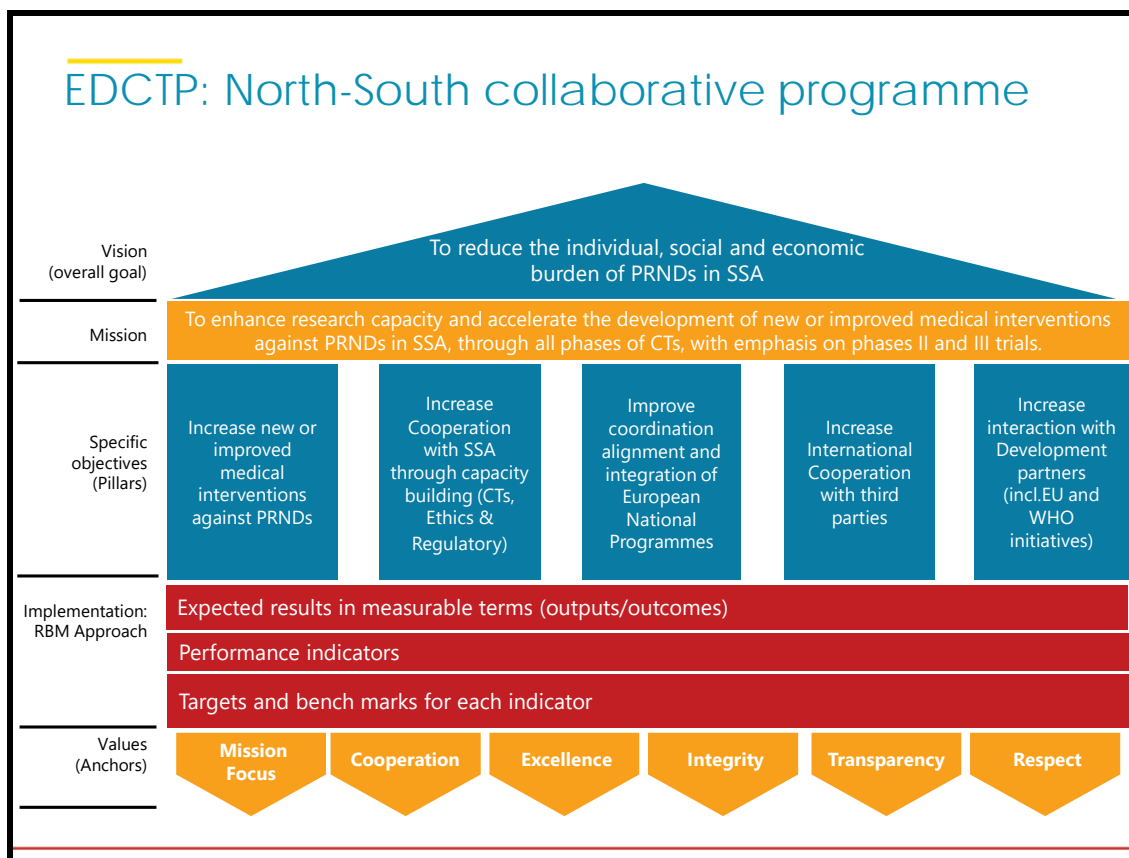 EDCTP: North-South collaborative programme
Vision
(overall goal)
To reduce the individual, social and economic
burden of PRNDs in SSA
Mission
To enhance research capacity and accelerate the development of new or improved medical interventions
against PRNDs in SSA, through all phases of CTs, with emphasis on phases II and III trials.
Specific
objectives
(Pillars)
Increase new or
improved
medical
interventions
against PRNDs
Increase
Cooperation
with SSA
through capacity
building (CTs,
Ethics &
Regulatory)
Improve
coordination
alignment and
integration of
European
National
Programmes
Increase
International
Cooperation
with third
parties
Increase
interaction with
Development
partners
(incl.EU and
WHO
initiatives)
Implementation:
RBM Approach
Expected results in measurable terms (outputs/outcomes)
Performance indicators
Targets and bench marks for each indicator
Values
(Anchors)
Mission
Focus
Cooperation
Excellence
Integrity
Transparency
Respect